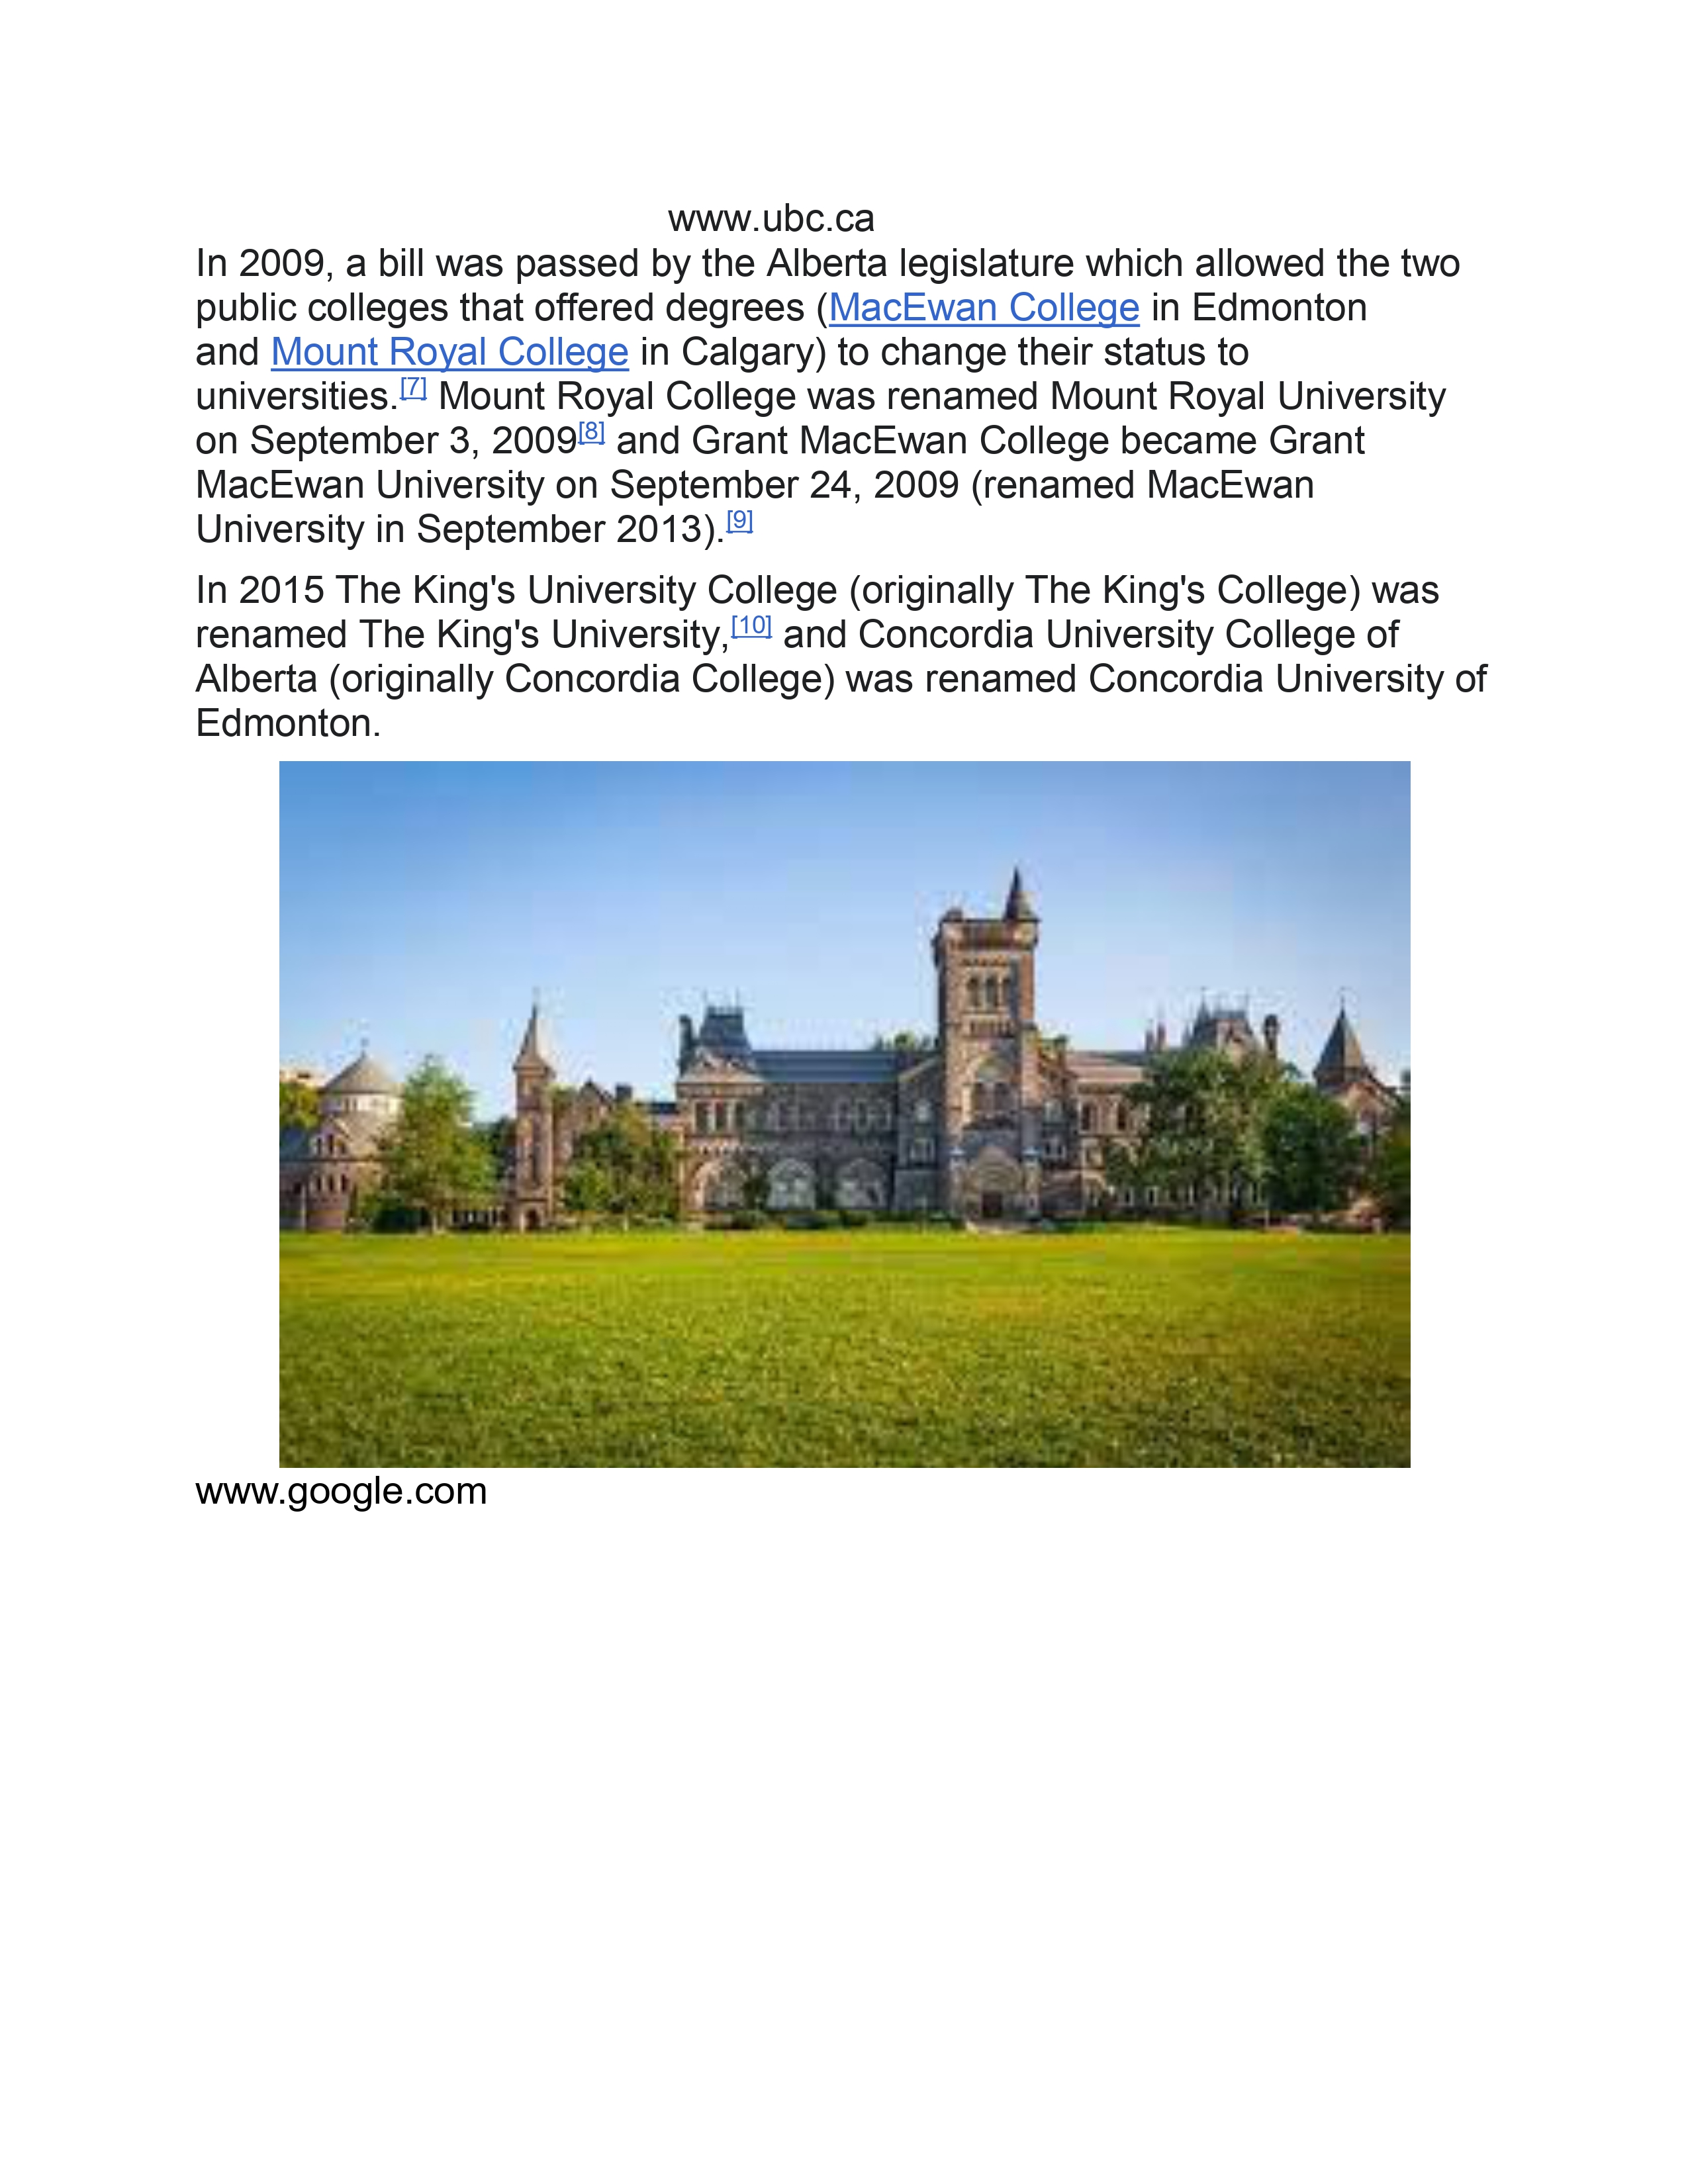 www.ubc.ca
In 2009, a bill was passed by the Alberta legislature which allowed the two
public colleges that offered degrees (MacEwan College in Edmonton
and Mount Royal College in Calgary) to change their status to
universities.[7] Mount Royal College was renamed Mount Royal University
on September 3, 2009[8] and Grant MacEwan College became Grant
MacEwan University on September 24, 2009 (renamed MacEwan
University in September 2013).[9]
In 2015 The King's University College (originally The King's College) was
renamed The King's University,[10] and Concordia University College of
Alberta (originally Concordia College) was renamed Concordia University of
Edmonton.
www.google.com